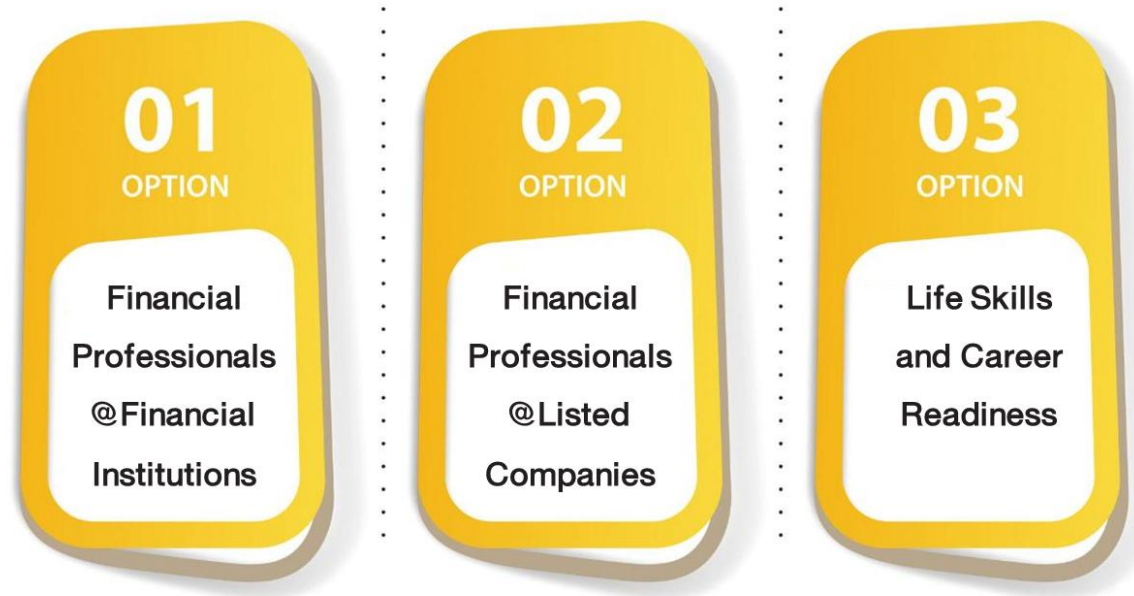 01
OPTION
Financial
Professionals
@Financial
Institutions
02
OPTION
Financial
Professionals
@Listed
Companies
03
OPTION
Life Skills
and Career
Readiness